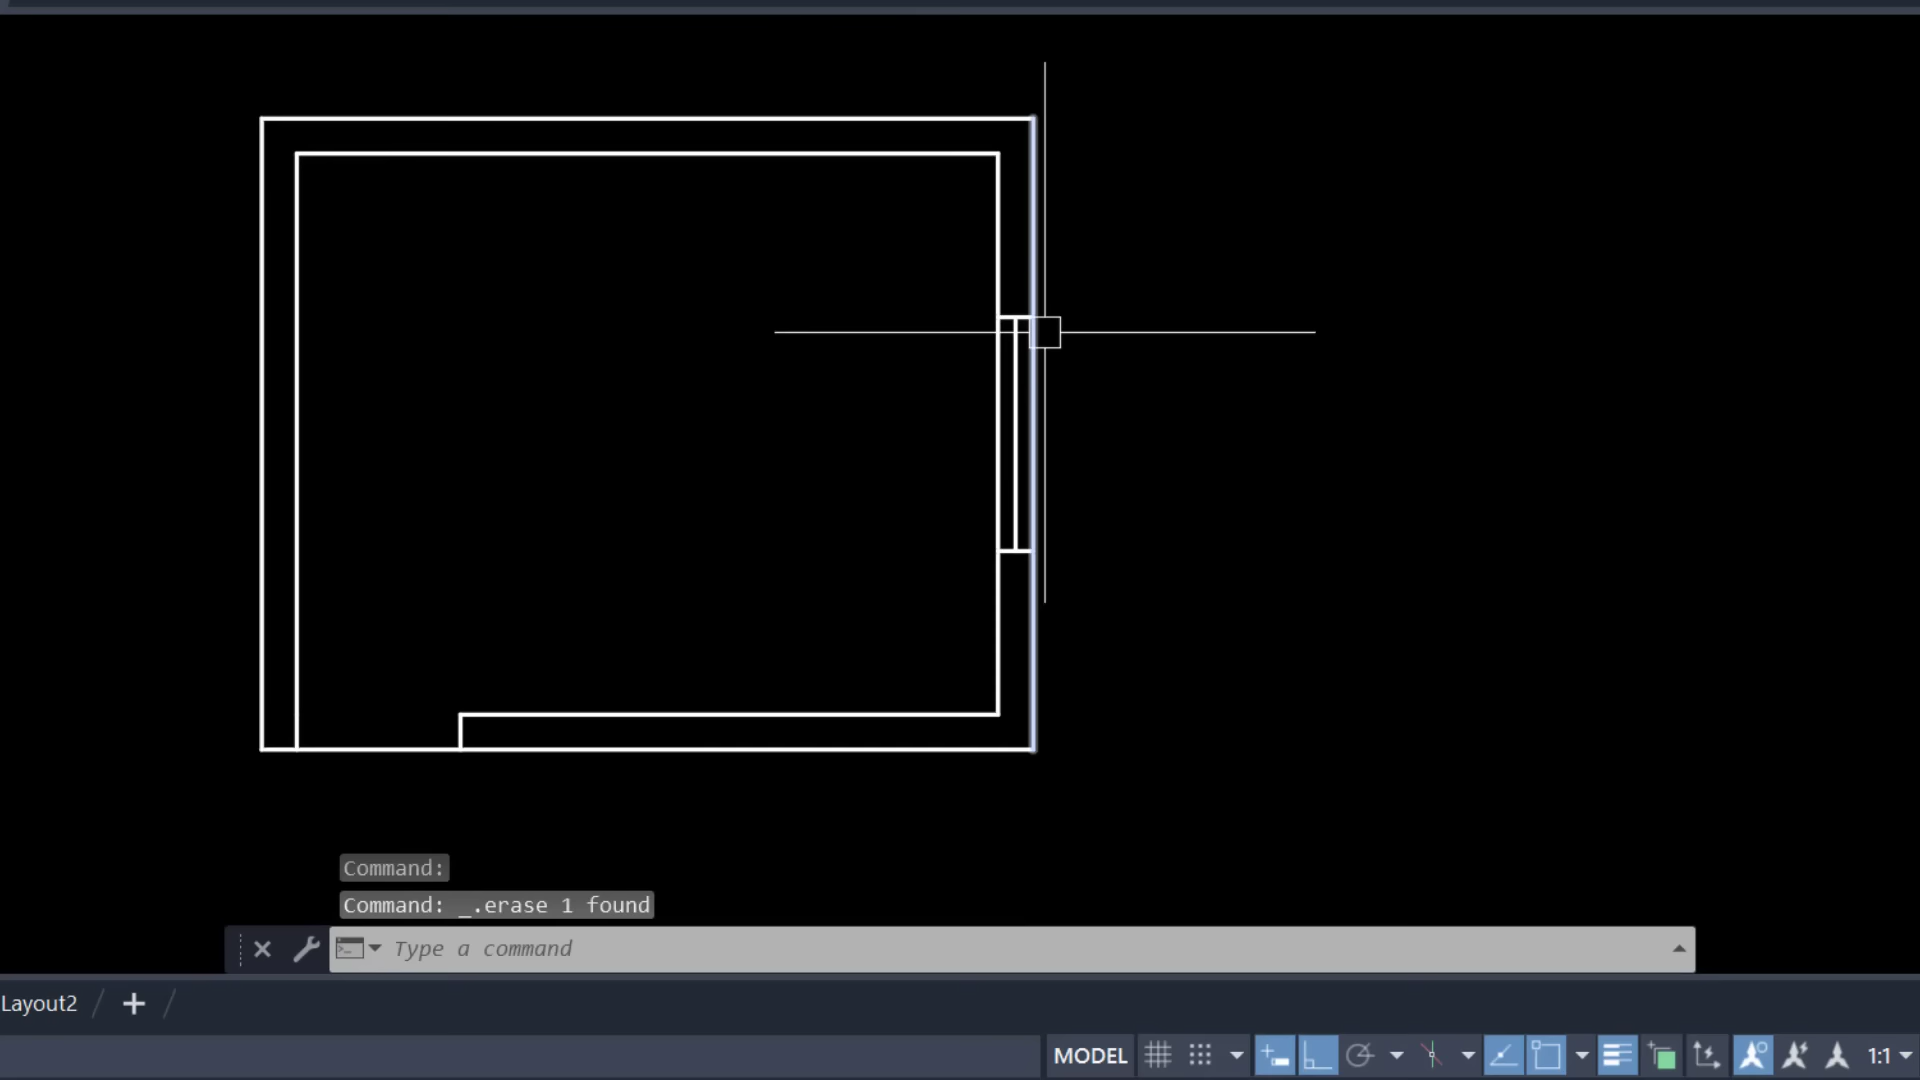 Command:
Command: _.erase 1 found
Type a command
Layout2
MODEL
1:1